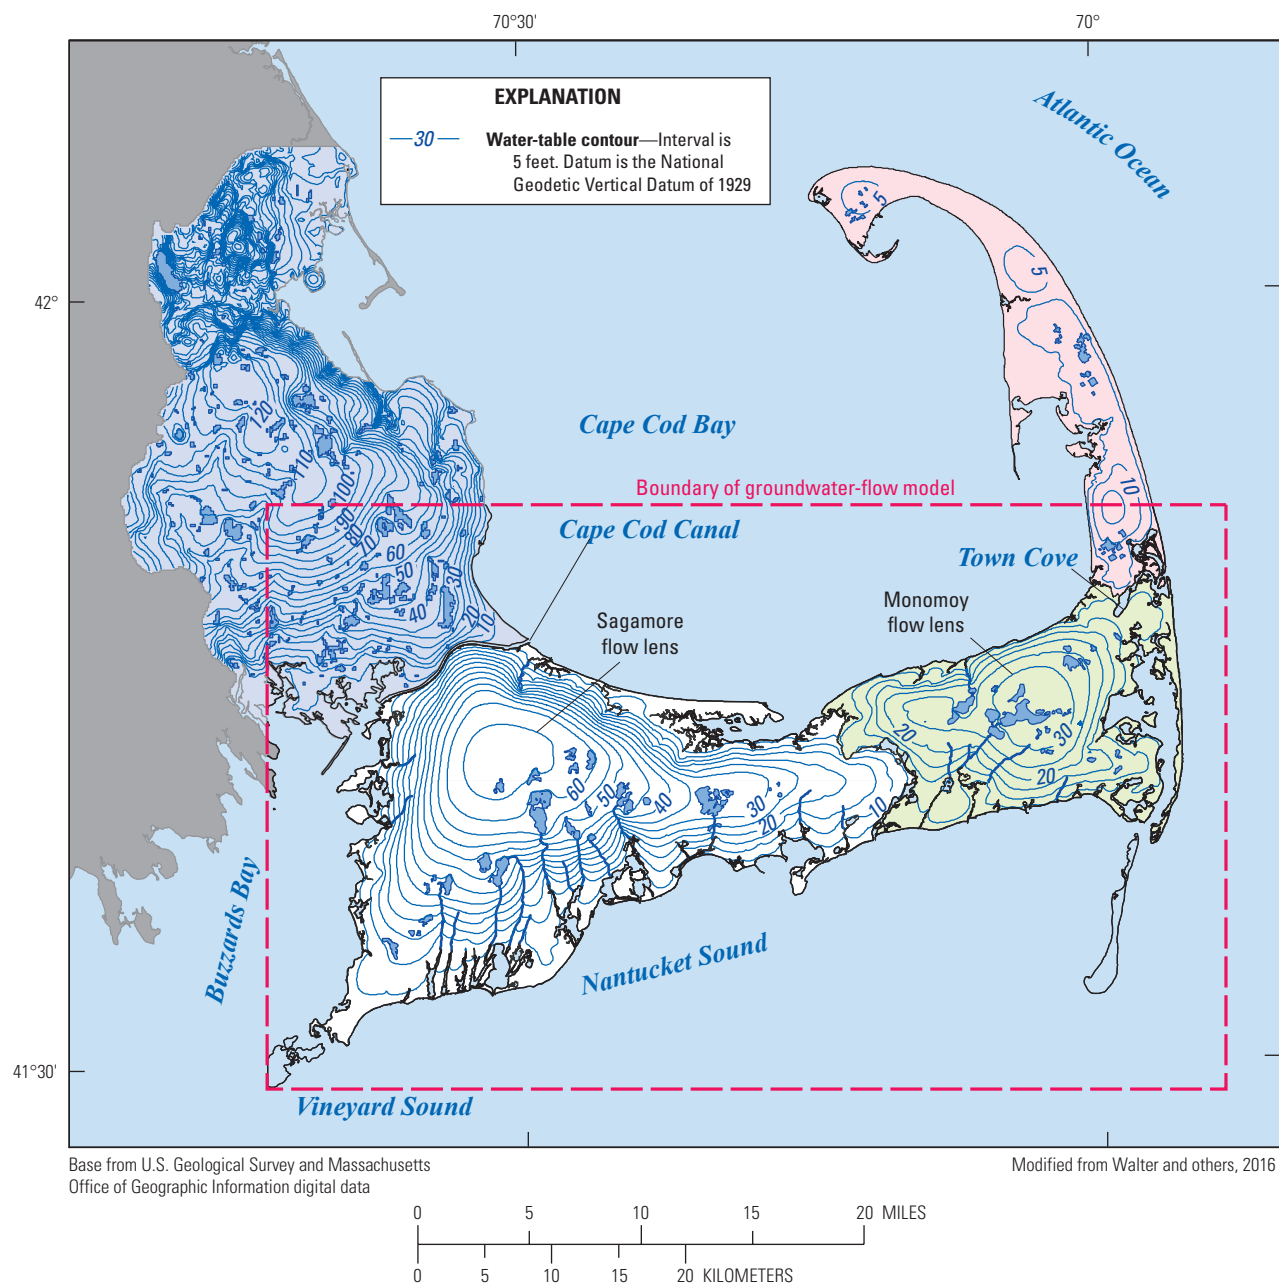 70°30'
70°
EXPLANATION
30
Water-table contour—Interval is
5 feet. Datum is the National
Geodetic Vertical Datum of 1929
Atlantic Ocean
5
5
42°
120
110
100
90
80
70
60
50
40
30
20
10
Cape Cod Bay
10
Boundary of groundwater-flow model
Cape Cod Canal
Town Cove
Sagamore
flow lens
Monomoy
flow lens
20
30
20
60
50
40
30
20
10
Buzzards Bay
Nantucket Sound
41°30'
Vineyard Sound
Base from U.S. Geological Survey and Massachusetts
Office of Geographic Information digital data
Modified from Walter and others, 2016
0 5 10 15 20 MILES
0 5 10 15 20 KILOMETERS